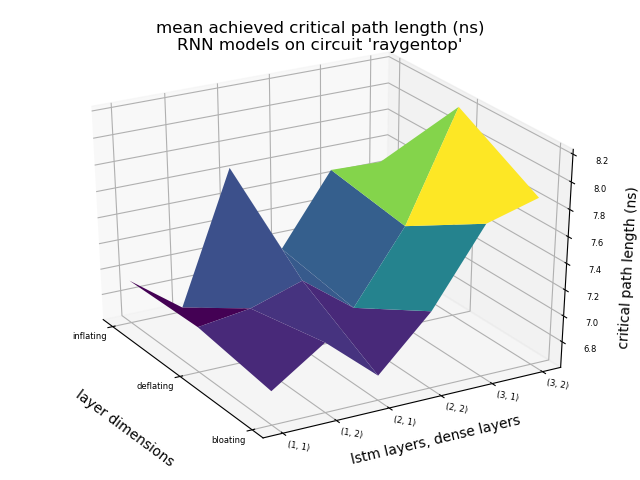 mean achieved critical path length (ns)
RNN models on circuit 'raygentop'
8.2
8.0
7.8
7.6
7.4
7.2
7.0
6.8
critical path length (ns)
inflating
deflating
bloating
layer dimensions
(1, 1)
(1, 2)
(2, 1)
(2, 2)
(3, 1)
(3, 2)
lstm layers, dense layers